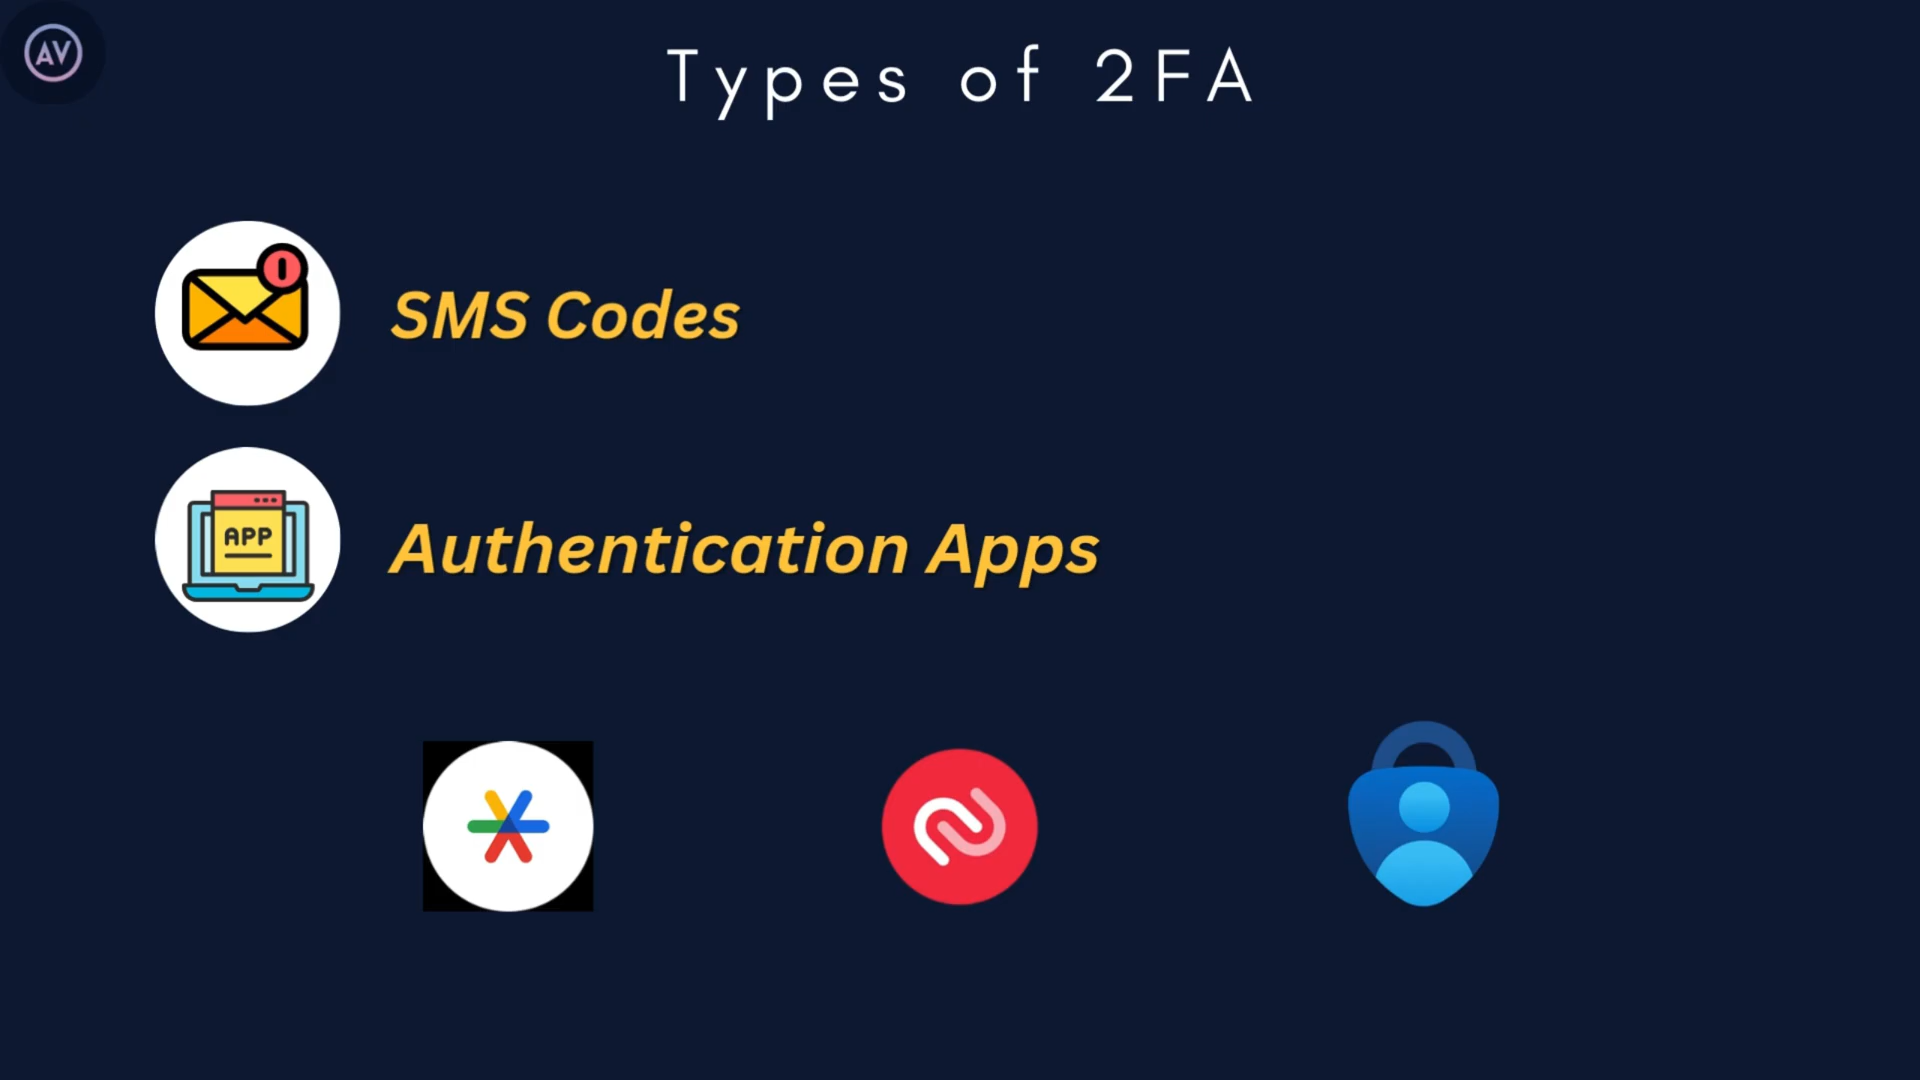 AV
Types of 2FA
SMS Codes
APP
Authentication Apps